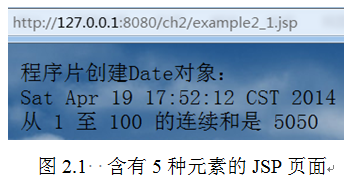 http://127.0.0.1:8080/ch2/example2_1.jsp
程序片创建Date对象:
Sat Apr 19 17:52:12 CST 2014
从 1 至 100 的连续和是 5050
图 2.1 含有 5 种元素的 JSP 页面